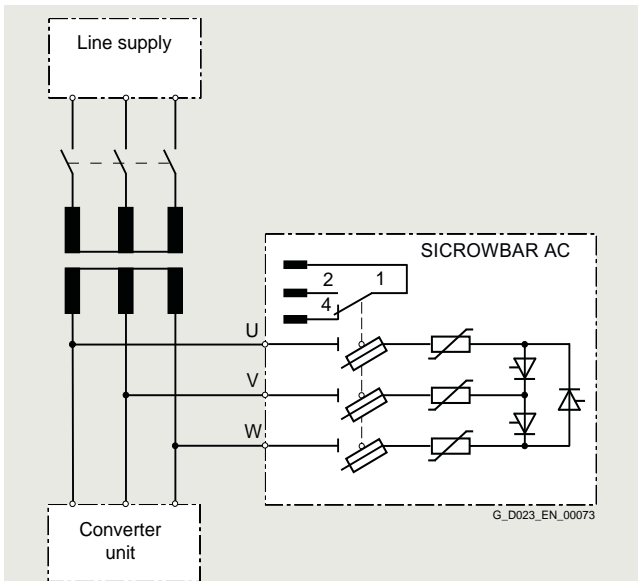 Line supply
SICROWBAR AC
2
1
4
U
V
W
G_D023_EN_00073
Converter
unit